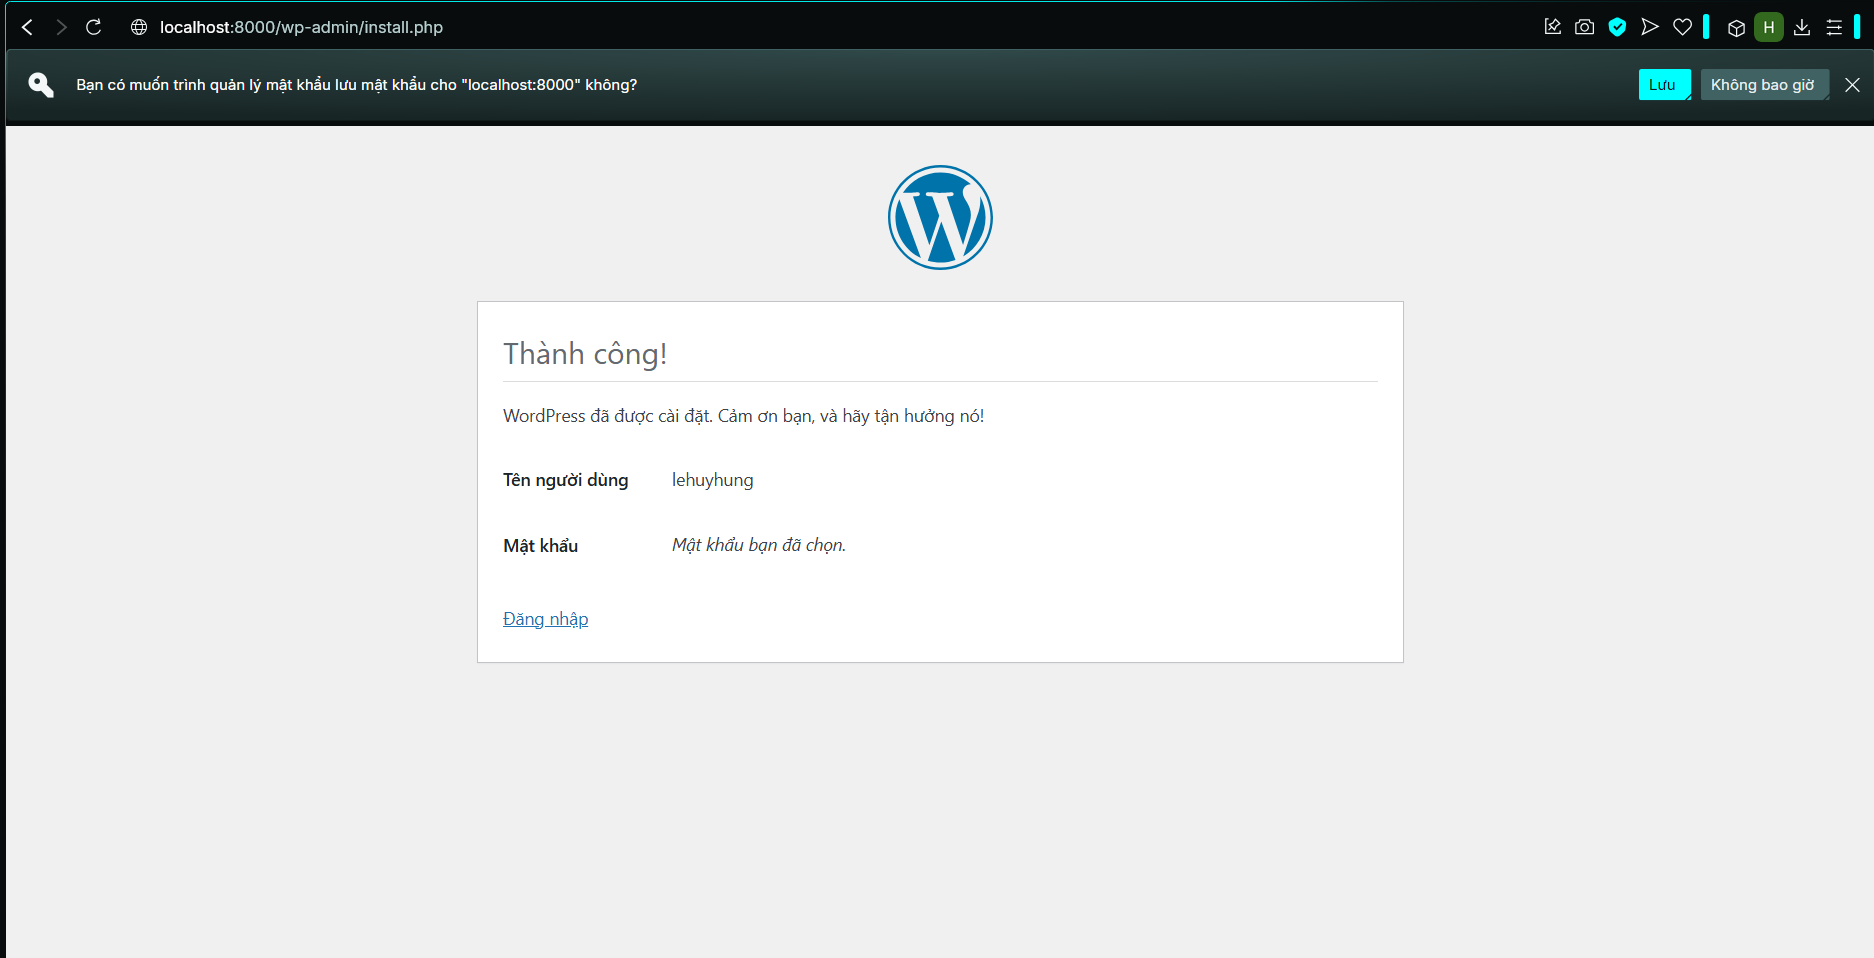 localhost:8000/wp-admin/install.php
H
Bạn có muốn trình quản lý mật khẩu lưu mật khẩu cho "localhost:8000" không?
Lưu
Không bao giờ
Thành công!
WordPress đã được cài đặt. Cảm ơn bạn, và hãy tận hưởng nó!
Tên người dùng lehuyhung
Mật khẩu Mật khẩu bạn đã chọn.
Đăng nhập